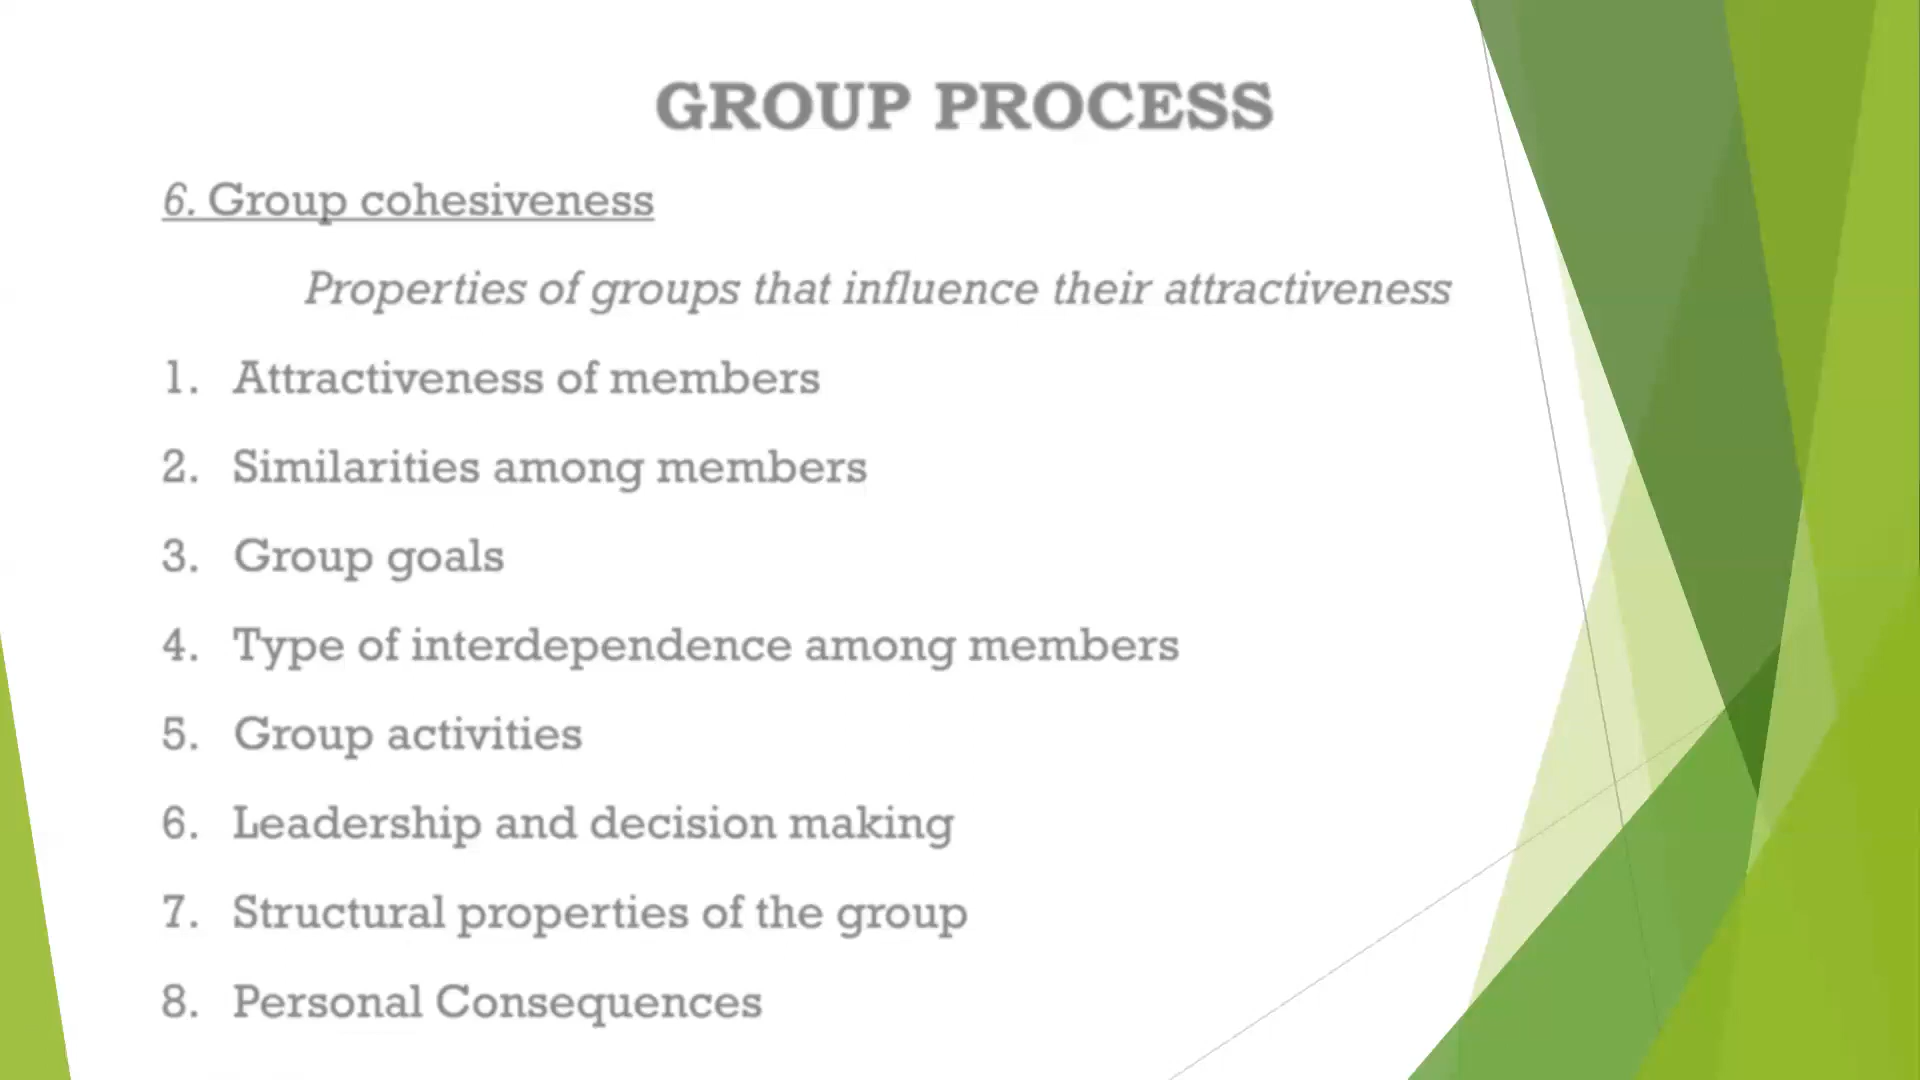 GROUP PROCESS
6. Group cohesiveness
Properties of groups that influence their attractiveness
1. Attractiveness of members
2. Similarities among members
3. Group goals
4. Type of interdependence among members
5. Group activities
6. Leadership and decision making
7. Structural properties of the group
8. Personal Consequences